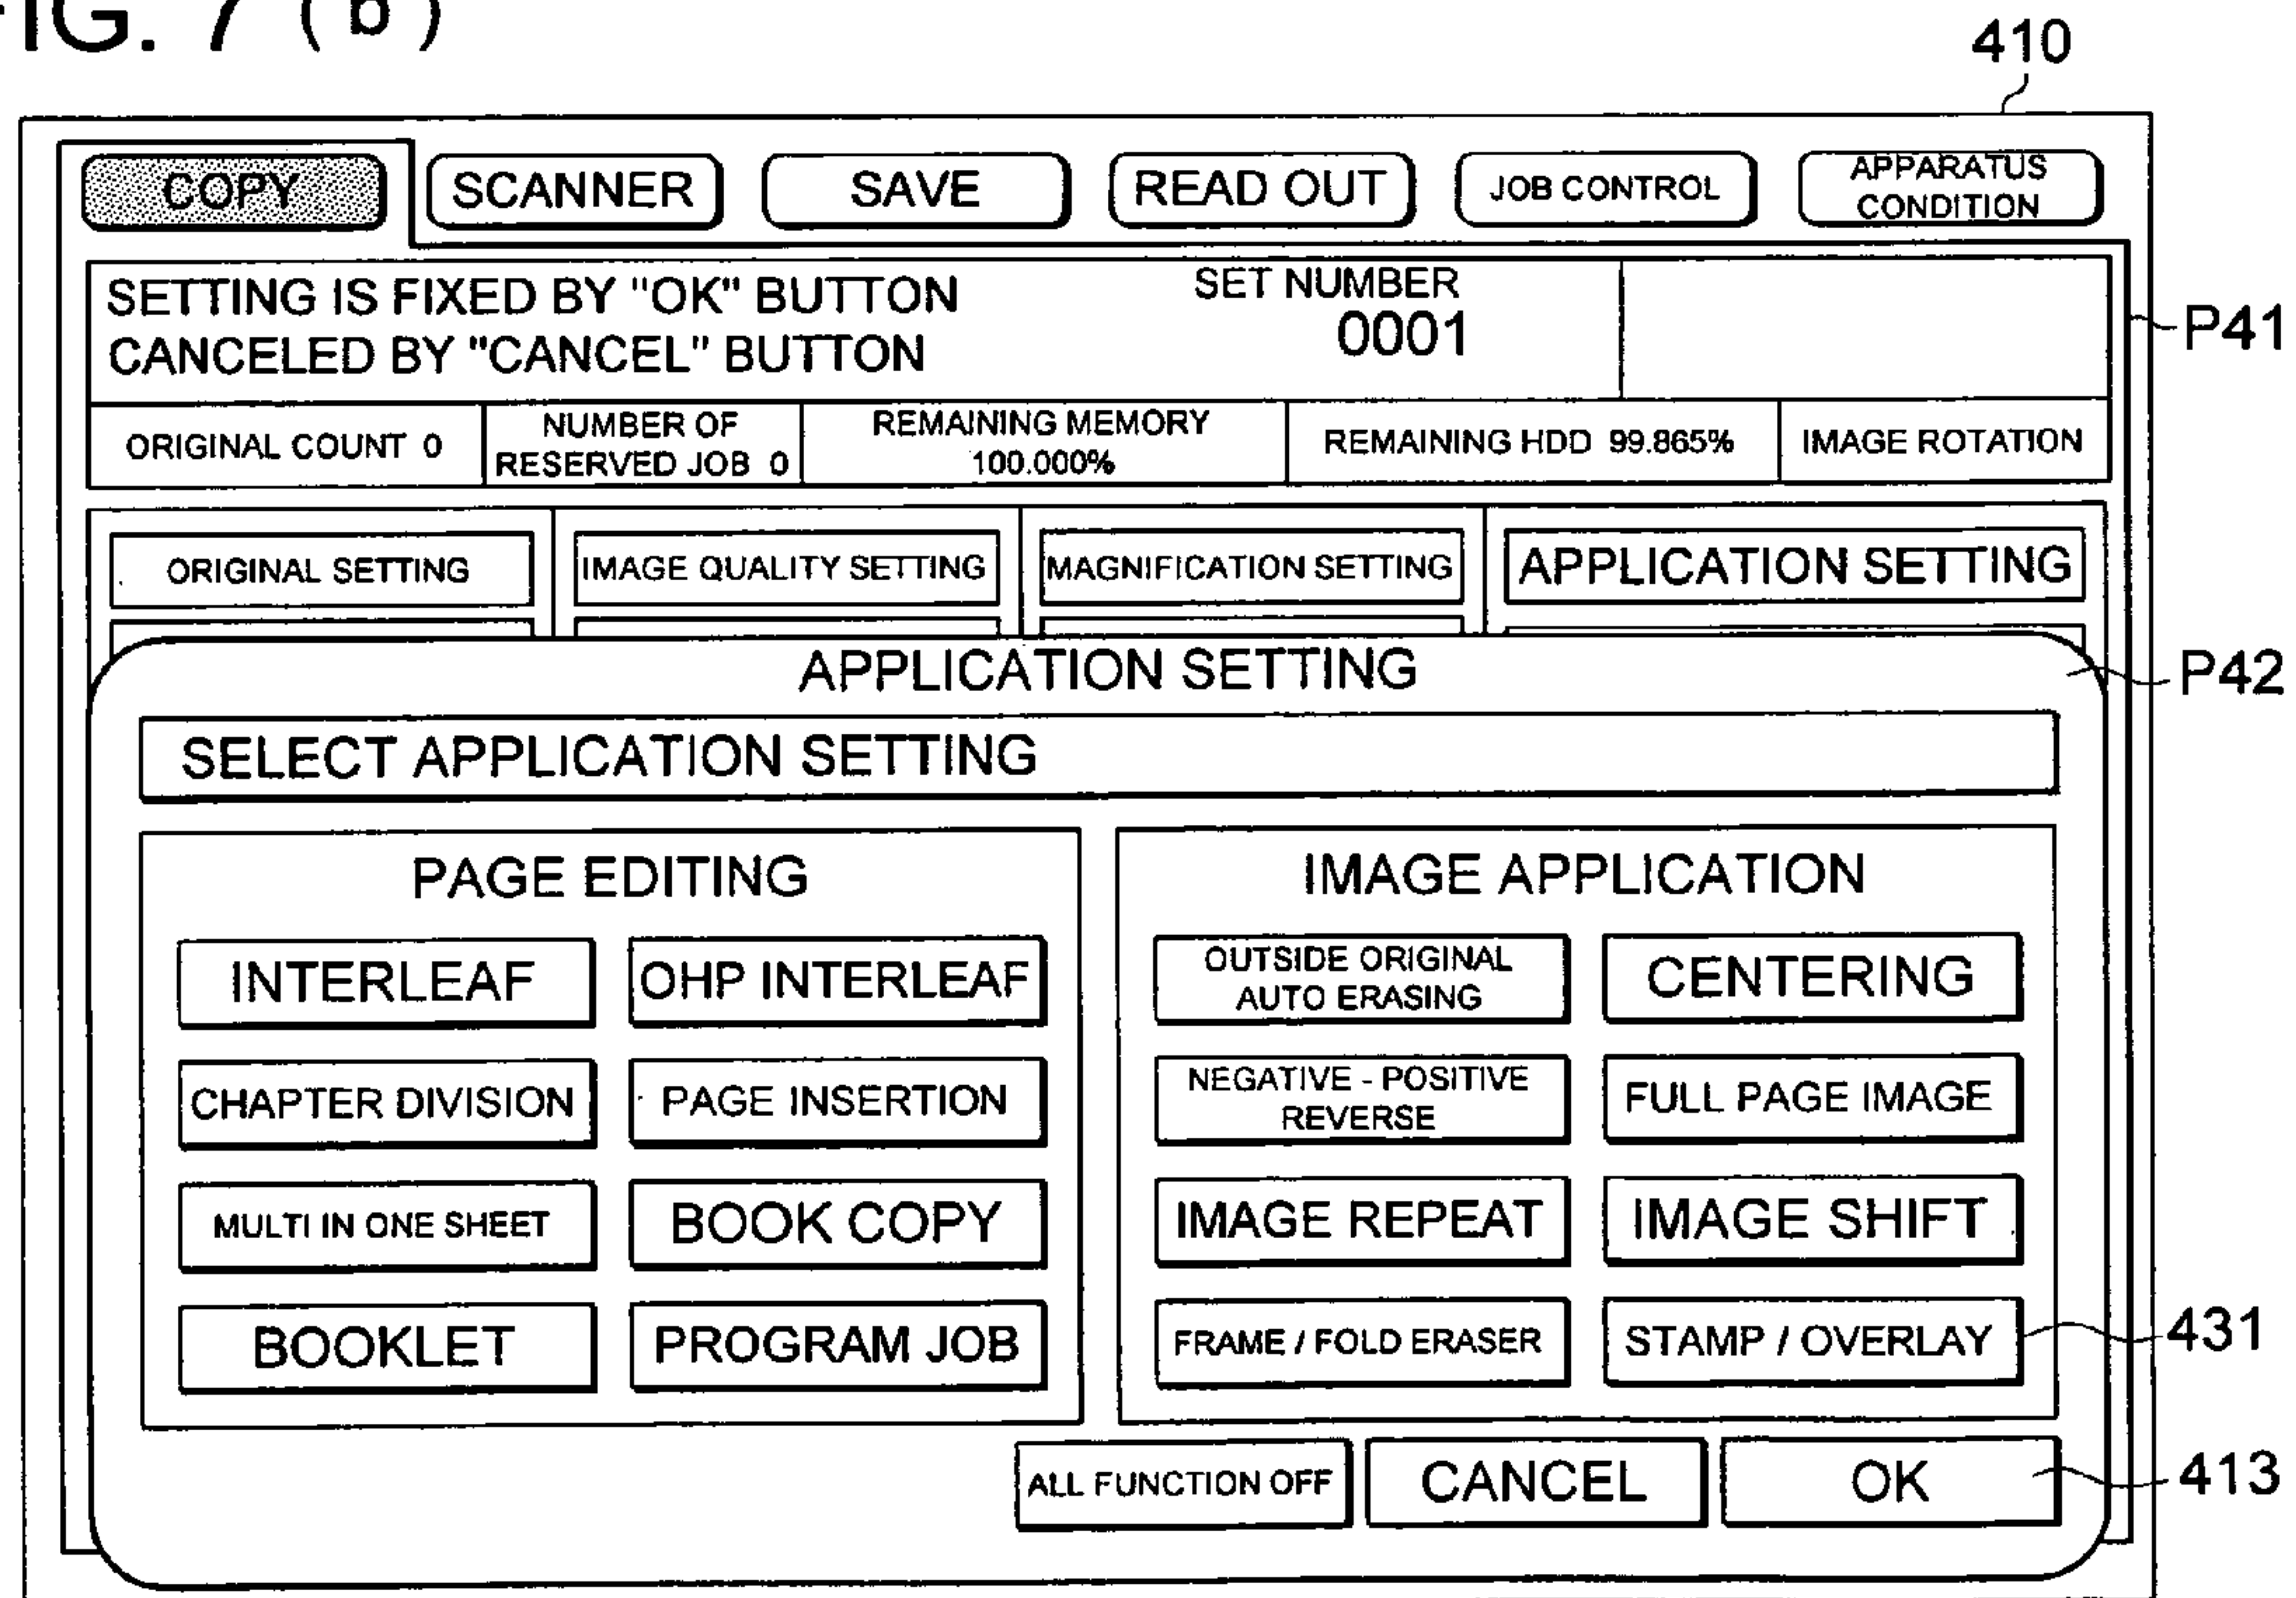 FIG. 7 (b)
410
COPY
SCANNER
SAVE
READ OUT
JOB CONTROL
APPARATUS
CONDITION
SETTING IS FIXED BY "OK" BUTTON
CANCELED BY "CANCEL" BUTTON
SET NUMBER
0001
P41
ORIGINAL COUNT 0
NUMBER OF
RESERVED JOB 0
REMAINING MEMORY
100.000%
REMAINING HDD 99.865%
IMAGE ROTATION
ORIGINAL SETTING
IMAGE QUALITY SETTING
MAGNIFICATION SETTING
APPLICATION SETTING
APPLICATION SETTING
P42
SELECT APPLICATION SETTING
PAGE EDITING
INTERLEAF
OHP INTERLEAF
CHAPTER DIVISION
PAGE INSERTION
MULTI IN ONE SHEET
BOOK COPY
BOOKLET
PROGRAM JOB
IMAGE APPLICATION
OUTSIDE ORIGINAL
AUTO ERASING
CENTERING
NEGATIVE - POSITIVE
REVERSE
FULL PAGE IMAGE
IMAGE REPEAT
IMAGE SHIFT
FRAME / FOLD ERASER
STAMP / OVERLAY
431
ALL FUNCTION OFF
CANCEL
OK
413